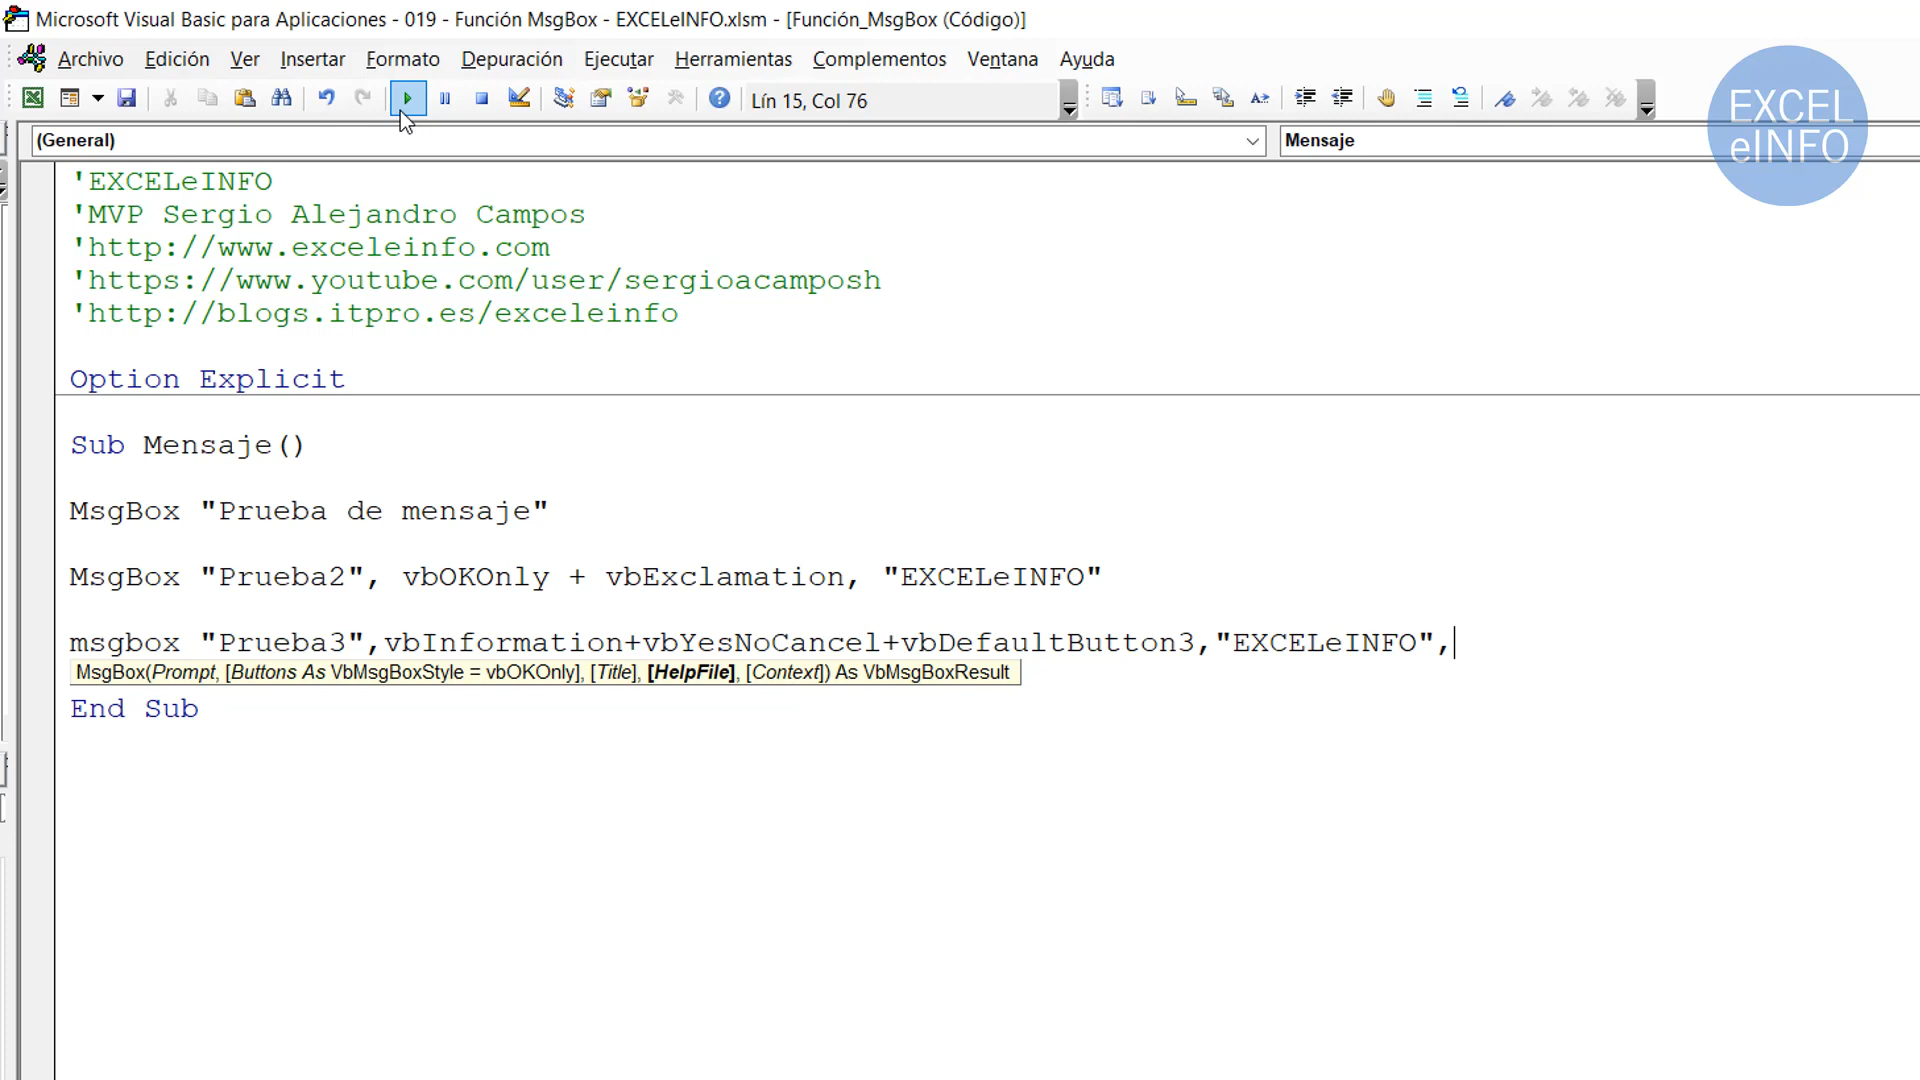 Microsoft Visual Basic para Aplicaciones - 019 - Función MsgBox - EXCELeINFO.xlsm - [Función_MsgBox (Código)]
Archivo Edición Ver Insertar Formato Depuración Ejecutar Herramientas Complementos Ventana Ayuda
Lín 15, Col 76
EXCEL
eINFO
(General) Mensaje
'EXCELeINFO
'MVP Sergio Alejandro Campos
'http://www.exceleinfo.com
'https://www.youtube.com/user/sergioacamposh
'http://blogs.itpro.es/exceleinfo
Option Explicit
Sub Mensaje()
MsgBox "Prueba de mensaje"
MsgBox "Prueba2", vbOKOnly + vbExclamation, "EXCELeINFO"
msgbox "Prueba3",vbInformation+vbYesNoCancel+vbDefaultButton3,"EXCELeINFO",
MsgBox(Prompt, [Buttons As VbMsgBoxStyle = vbOKOnly], [Title], [HelpFile], [Context]) As VbMsgBoxResult
End Sub